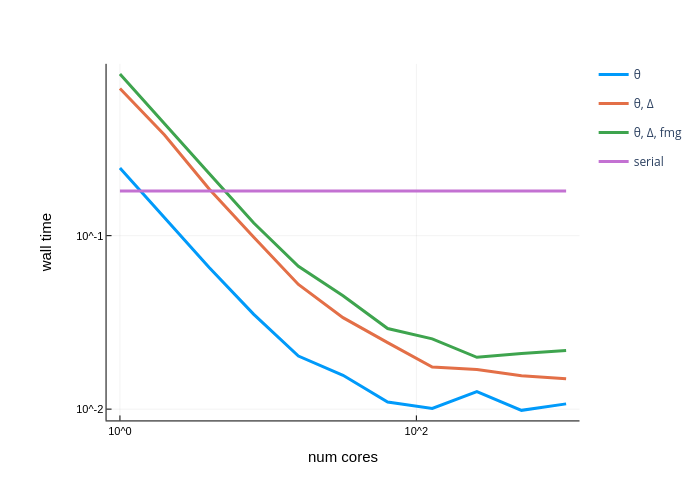 θ
θ, Δ
θ, Δ, fmg
serial
wall time
10^-1
10^-2
10^0
10^2
num cores